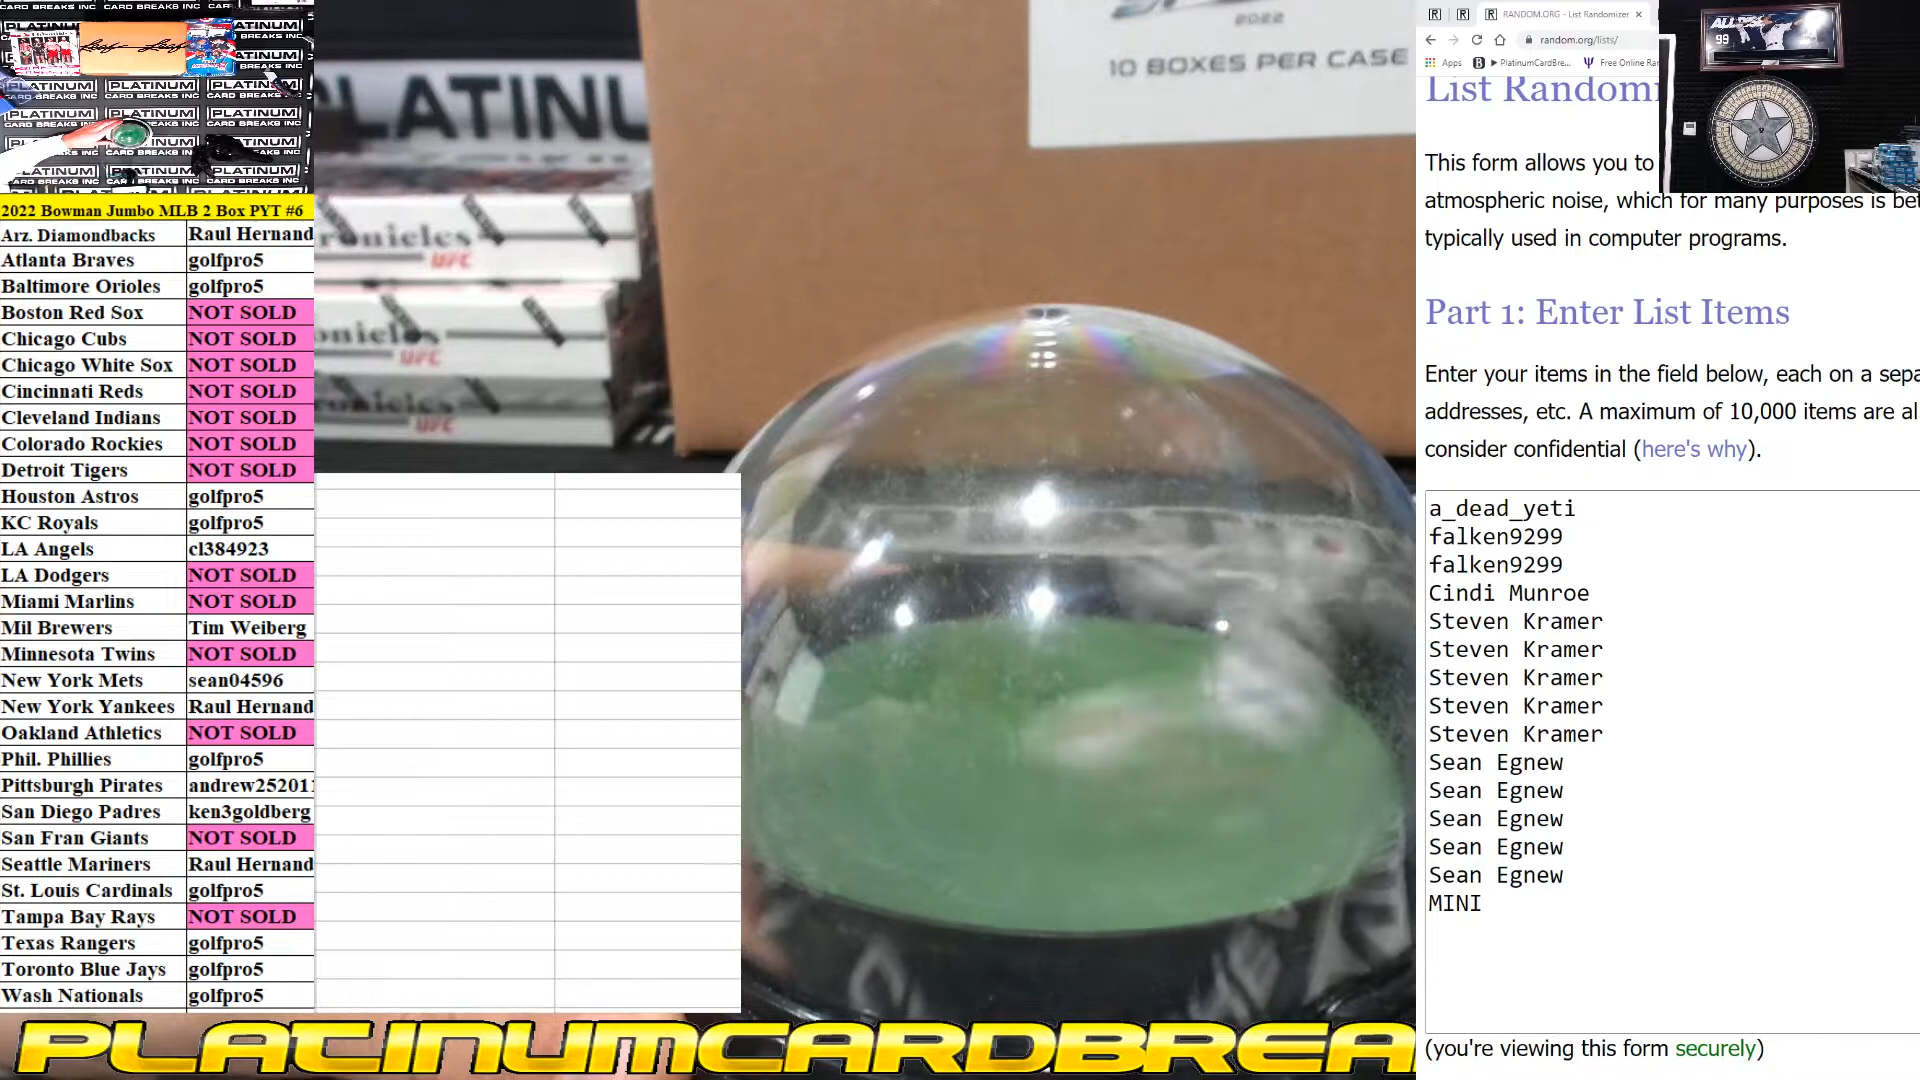 2022 Bowman Jumbo MLB 2 Box PYT #6
Arz. Diamondbacks Raul Hernand
Atlanta Braves golfpro5
Baltimore Orioles golfpro5
Boston Red Sox NOT SOLD
Chicago Cubs NOT SOLD
Chicago White Sox NOT SOLD
Cincinnati Reds NOT SOLD
Cleveland Indians NOT SOLD
Colorado Rockies NOT SOLD
Detroit Tigers NOT SOLD
Houston Astros golfpro5
KC Royals golfpro5
LA Angels cl384923
LA Dodgers NOT SOLD
Miami Marlins NOT SOLD
Mil Brewers Tim Weiberg
Minnesota Twins NOT SOLD
New York Mets sean04596
New York Yankees Raul Hernand
Oakland Athletics NOT SOLD
Phil. Phillies golfpro5
Pittsburgh Pirates andrew252011
San Diego Padres ken3goldberg
San Fran Giants NOT SOLD
Seattle Mariners Raul Hernand
St. Louis Cardinals golfpro5
Tampa Bay Rays NOT SOLD
Texas Rangers golfpro5
Toronto Blue Jays golfpro5
Wash Nationals golfpro5
PLATINUM
CARD BREAKS INC
2022
10 BOXES PER CASE
PLATINU
ronicles
UFC
onicles
UFC
ronicles
UFC
PLATINUMCARDBREA
RANDOM.ORG - List Randomizer
random.org/lists/
Apps PlatinumCardBre... Free Online Ran
99
List Randomi
This form allows you to
atmospheric noise, which for many purposes is bet
typically used in computer programs.
Part 1: Enter List Items
Enter your items in the field below, each on a sepa
addresses, etc. A maximum of 10,000 items are al
consider confidential (here's why).
a_dead_yeti
falken9299
falken9299
Cindi Munroe
Steven Kramer
Steven Kramer
Steven Kramer
Steven Kramer
Steven Kramer
Sean Egnew
Sean Egnew
Sean Egnew
Sean Egnew
Sean Egnew
MINI
(you're viewing this form securely)